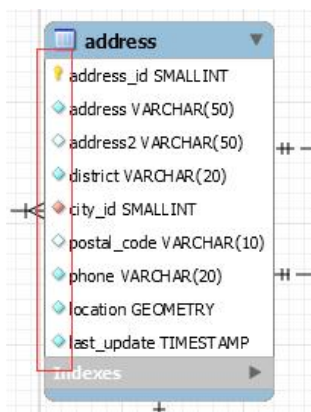 address
address_id SMALLINT
address VARCHAR(50)
address2 VARCHAR(50)
district VARCHAR(20)
city_id SMALLINT
postal_code VARCHAR(10)
phone VARCHAR(20)
location GEOMETRY
last_update TIMESTAMP
Indexes